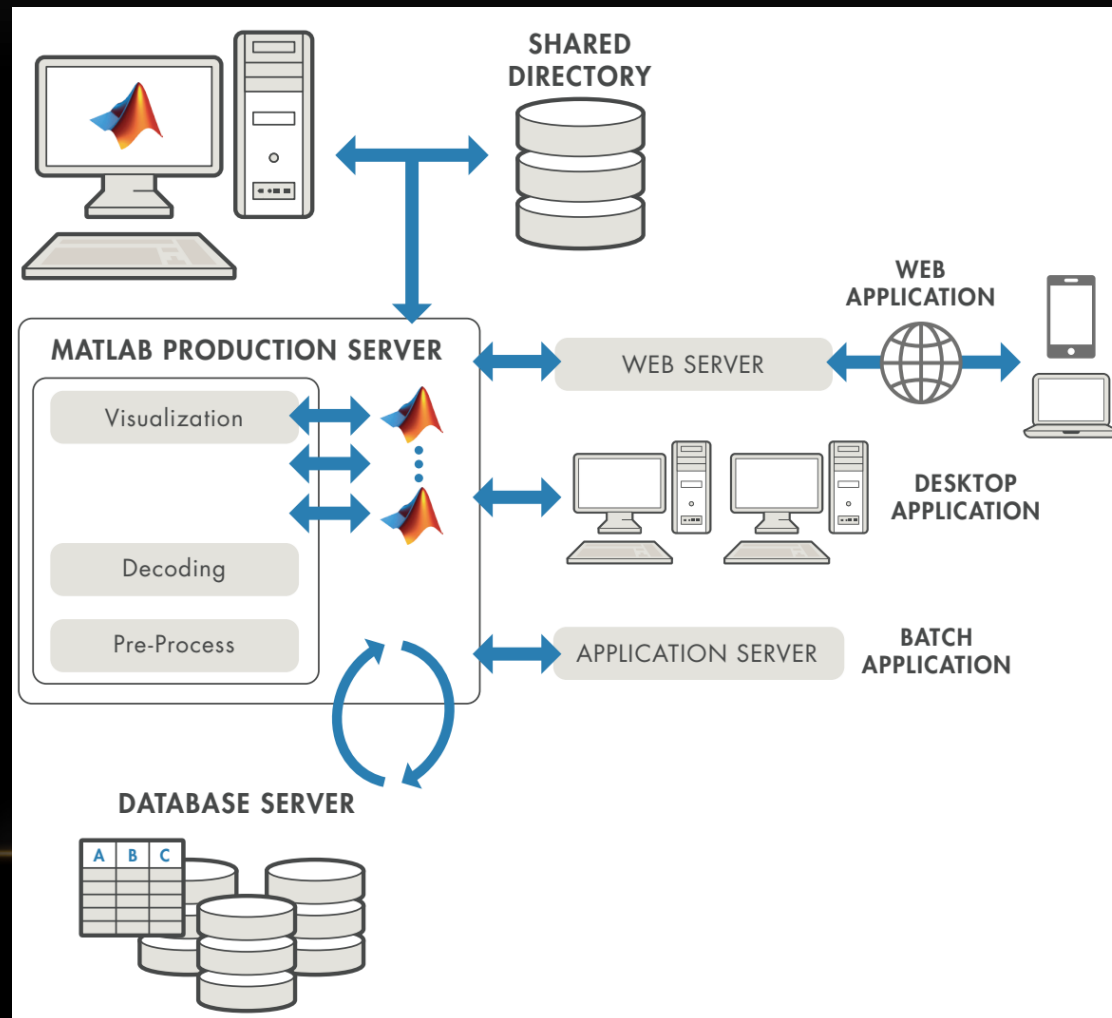 SHARED
DIRECTORY
WEB
APPLICATION
MATLAB PRODUCTION SERVER
WEB SERVER
Visualization
DESKTOP
APPLICATION
Decoding
Pre-Process
APPLICATION SERVER
BATCH
APPLICATION
DATABASE SERVER
A B C